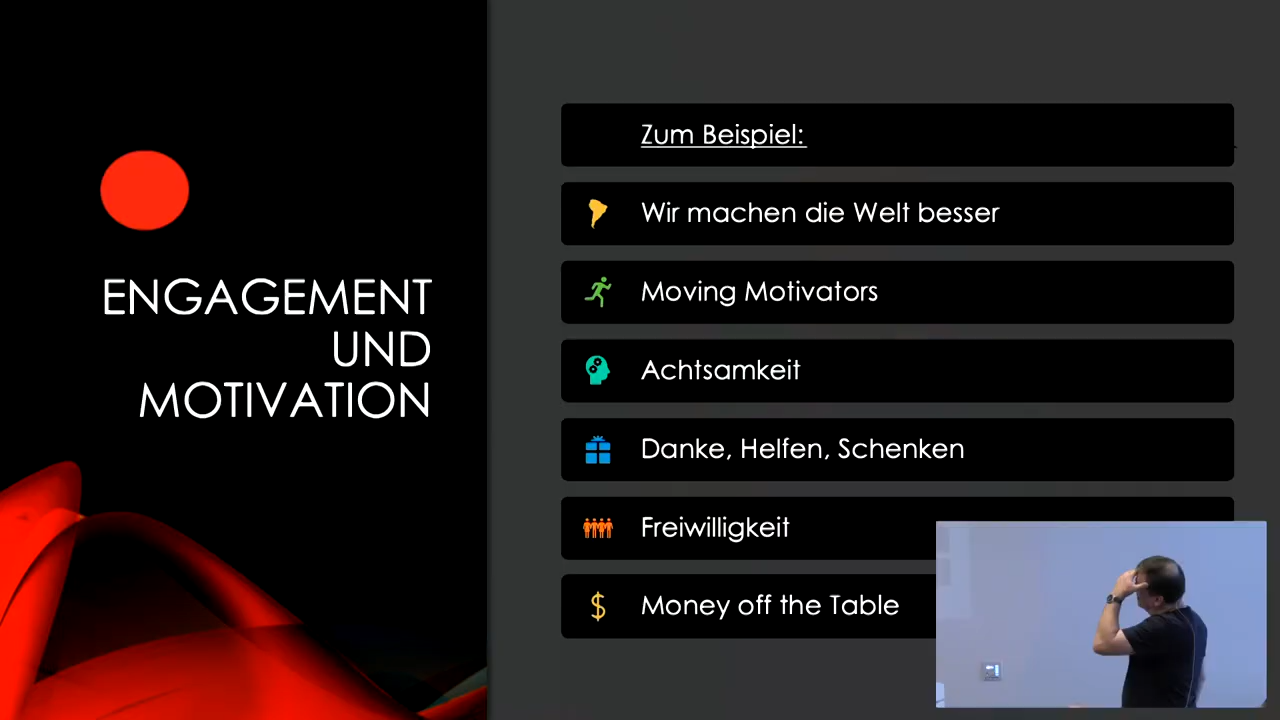 ENGAGEMENT
UND
MOTIVATION
Zum Beispiel:
Wir machen die Welt besser
Moving Motivators
Achtsamkeit
Danke, Helfen, Schenken
Freiwilligkeit
$ Money off the Table